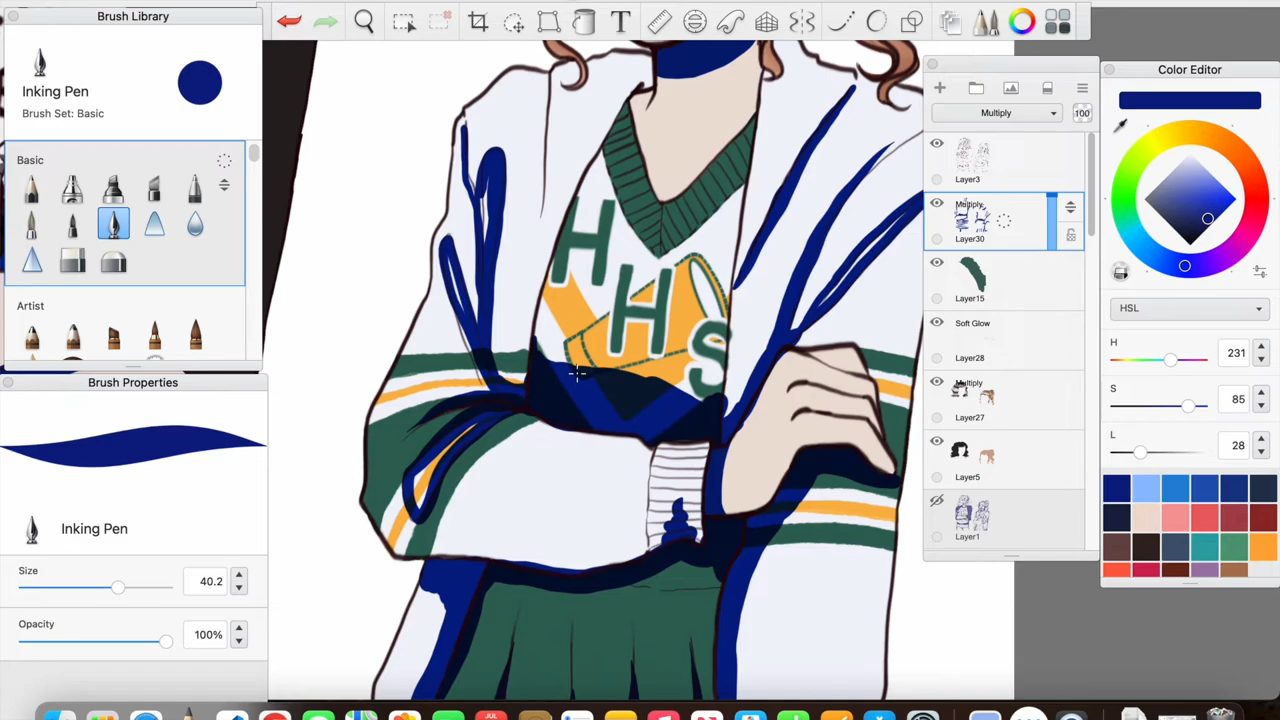 Brush Library
Inking Pen
Brush Set: Basic
Basic
Artist
Brush Properties
Inking Pen
Size
40.2
Opacity
100%
T
H
H
S
Multiply
100
Layer3
Multiply
Layer30
Layer15
Soft Glow
Layer28
Multiply
Layer27
Layer5
Layer1
Color Editor
HSL
H
231
S
85
L
28
JUL